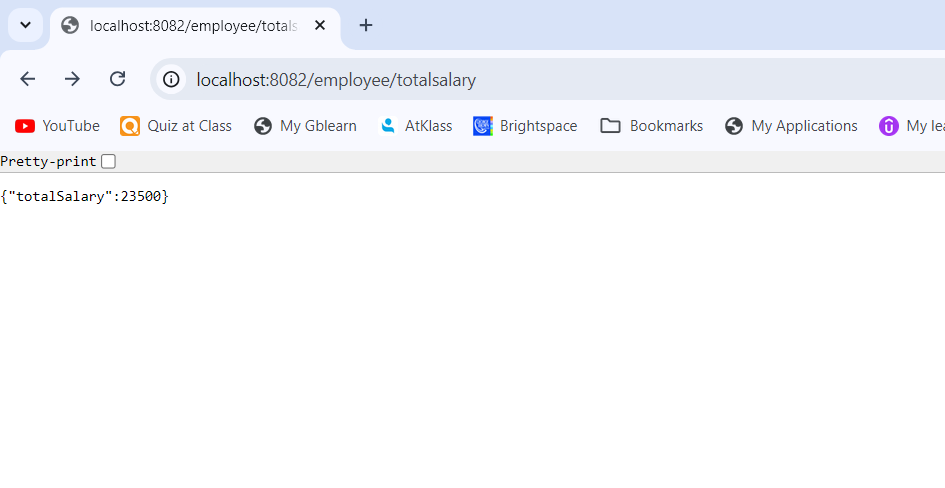 localhost:8082/employee/totals
localhost:8082/employee/totalsalary
YouTube Quiz at Class My Gblearn AtKlass Brightspace Bookmarks My Applications My lea
Pretty-print
{"totalSalary":23500}